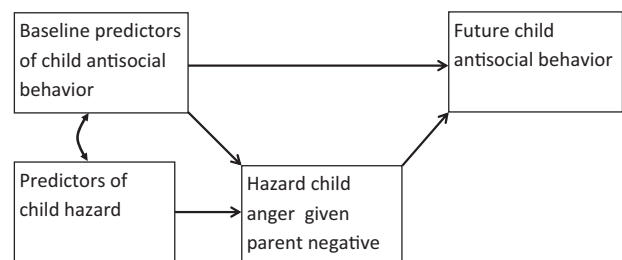 Baseline predictors
of child antisocial
behavior
Future child
antisocial behavior
Predictors of
child hazard
Hazard child
anger given
parent negative